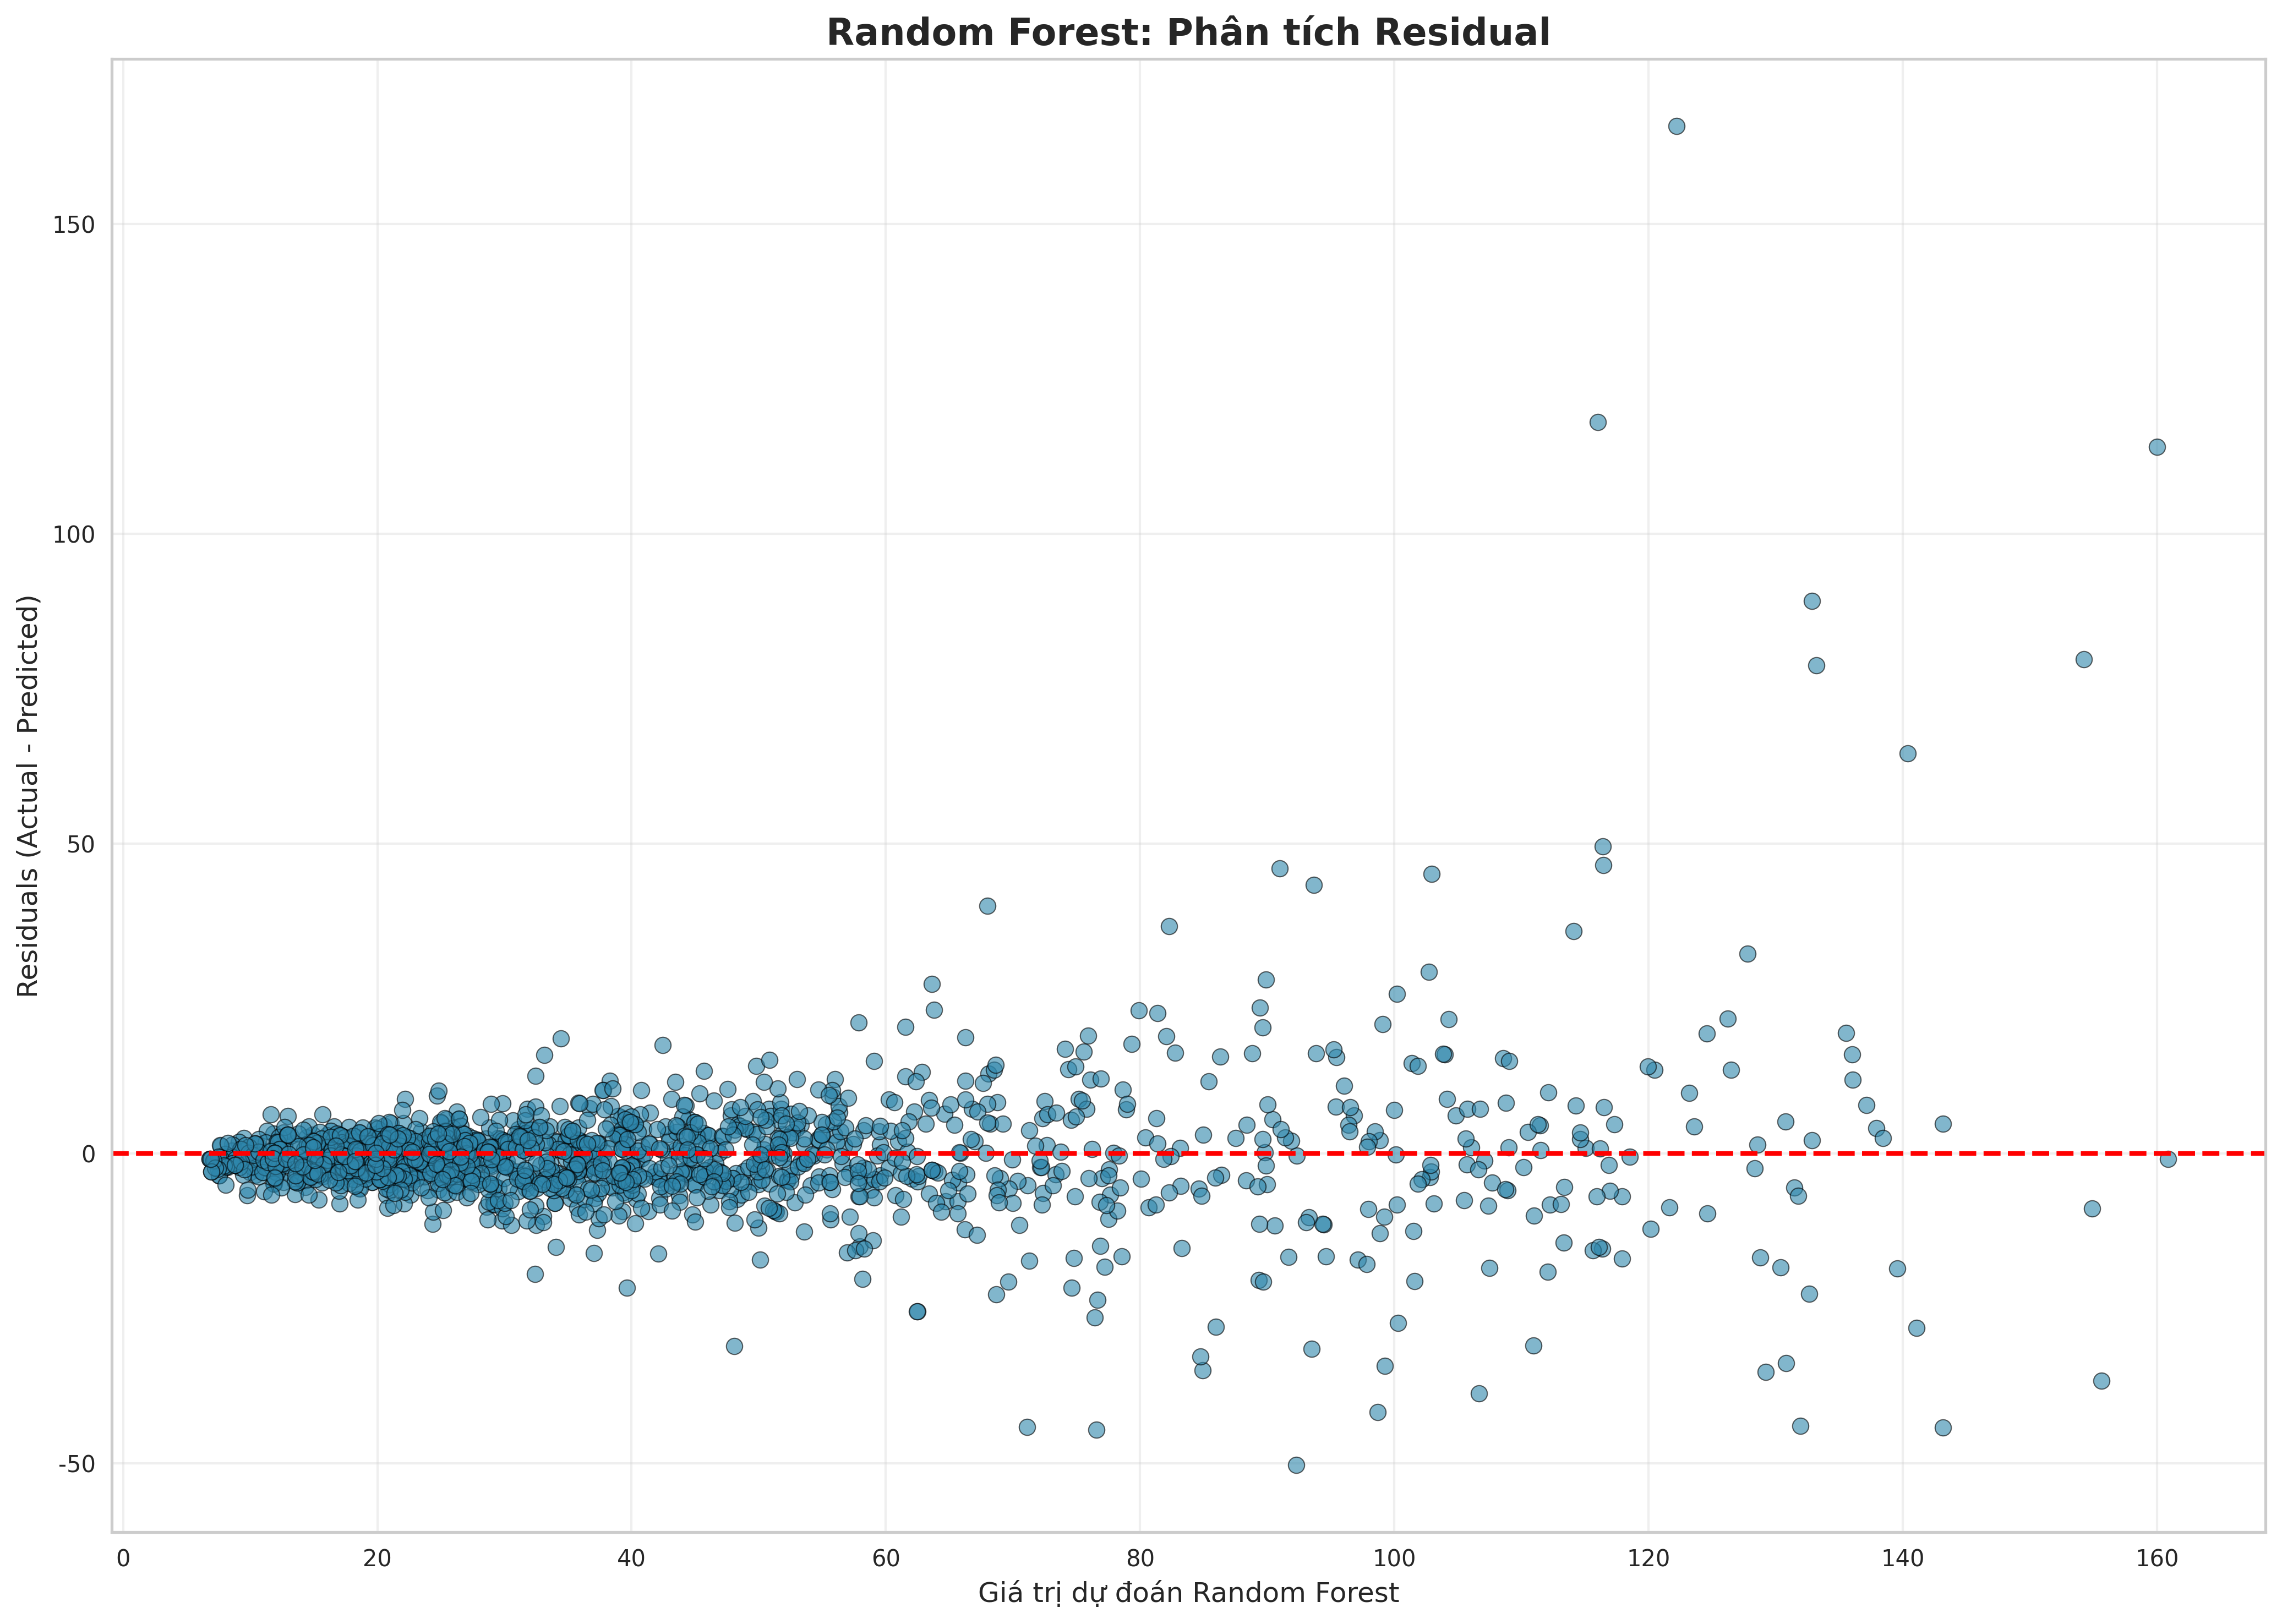 Random Forest: Phân tích Residual
Residuals (Actual - Predicted)
150
100
50
0
-50
0 20 40 60 80 100 120 140 160
Giá trị dự đoán Random Forest